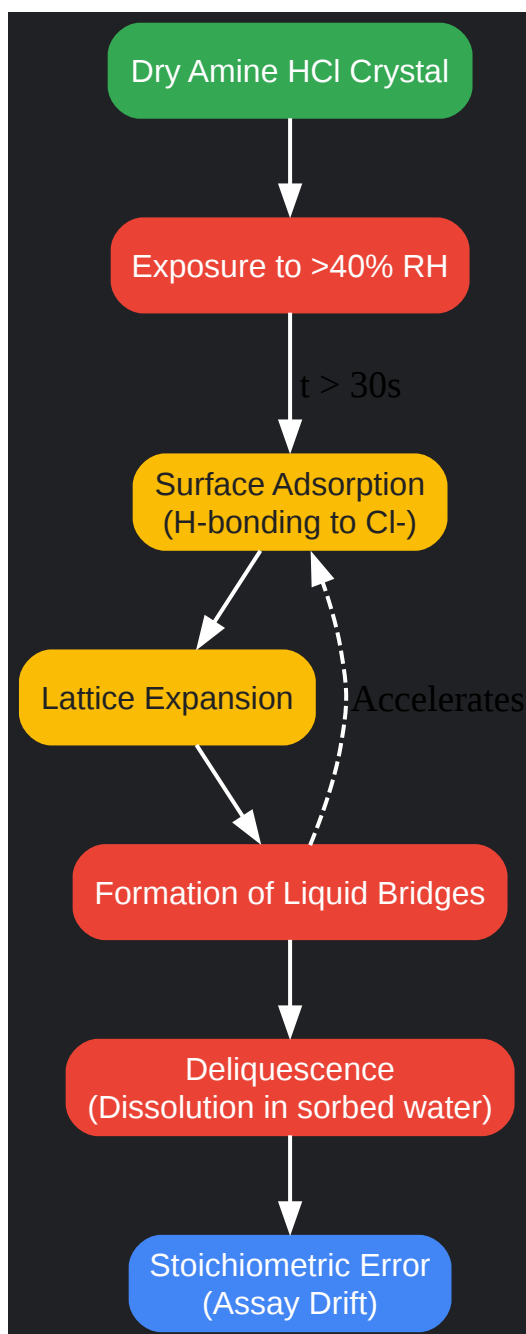 Dry Amine HCl Crystal
Exposure to >40% RH
t > 30s
Surface Adsorption
(H-bonding to Cl-)
Lattice Expansion
Accelerates
Formation of Liquid Bridges
Deliquescence
(Dissolution in sorbed water)
Stoichiometric Error
(Assay Drift)